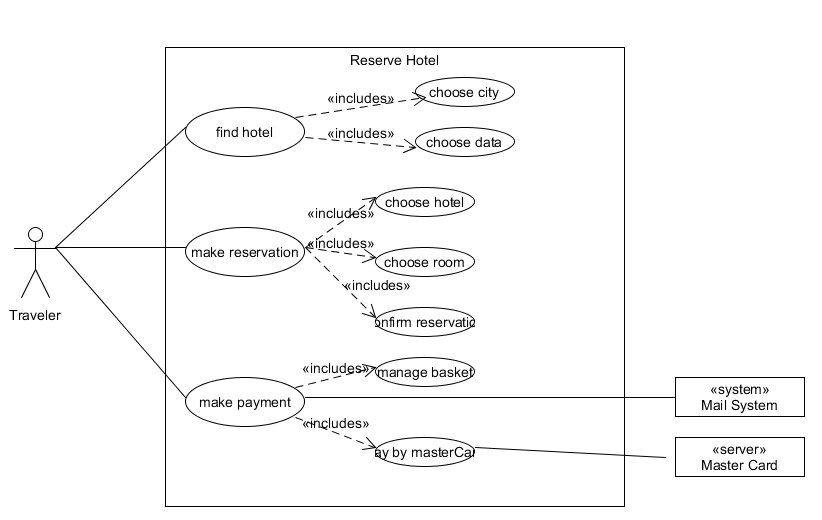 Reserve Hotel
«includes»
choose city
find hotel
«includes»
choose data
«includes»
choose hotel
make reservation
«includes»
choose room
«includes»
onfirm reservatio
Traveler
«includes»
manage basket
make payment
«system»
Mail System
«includes»
ay by masterCar
«server»
Master Card